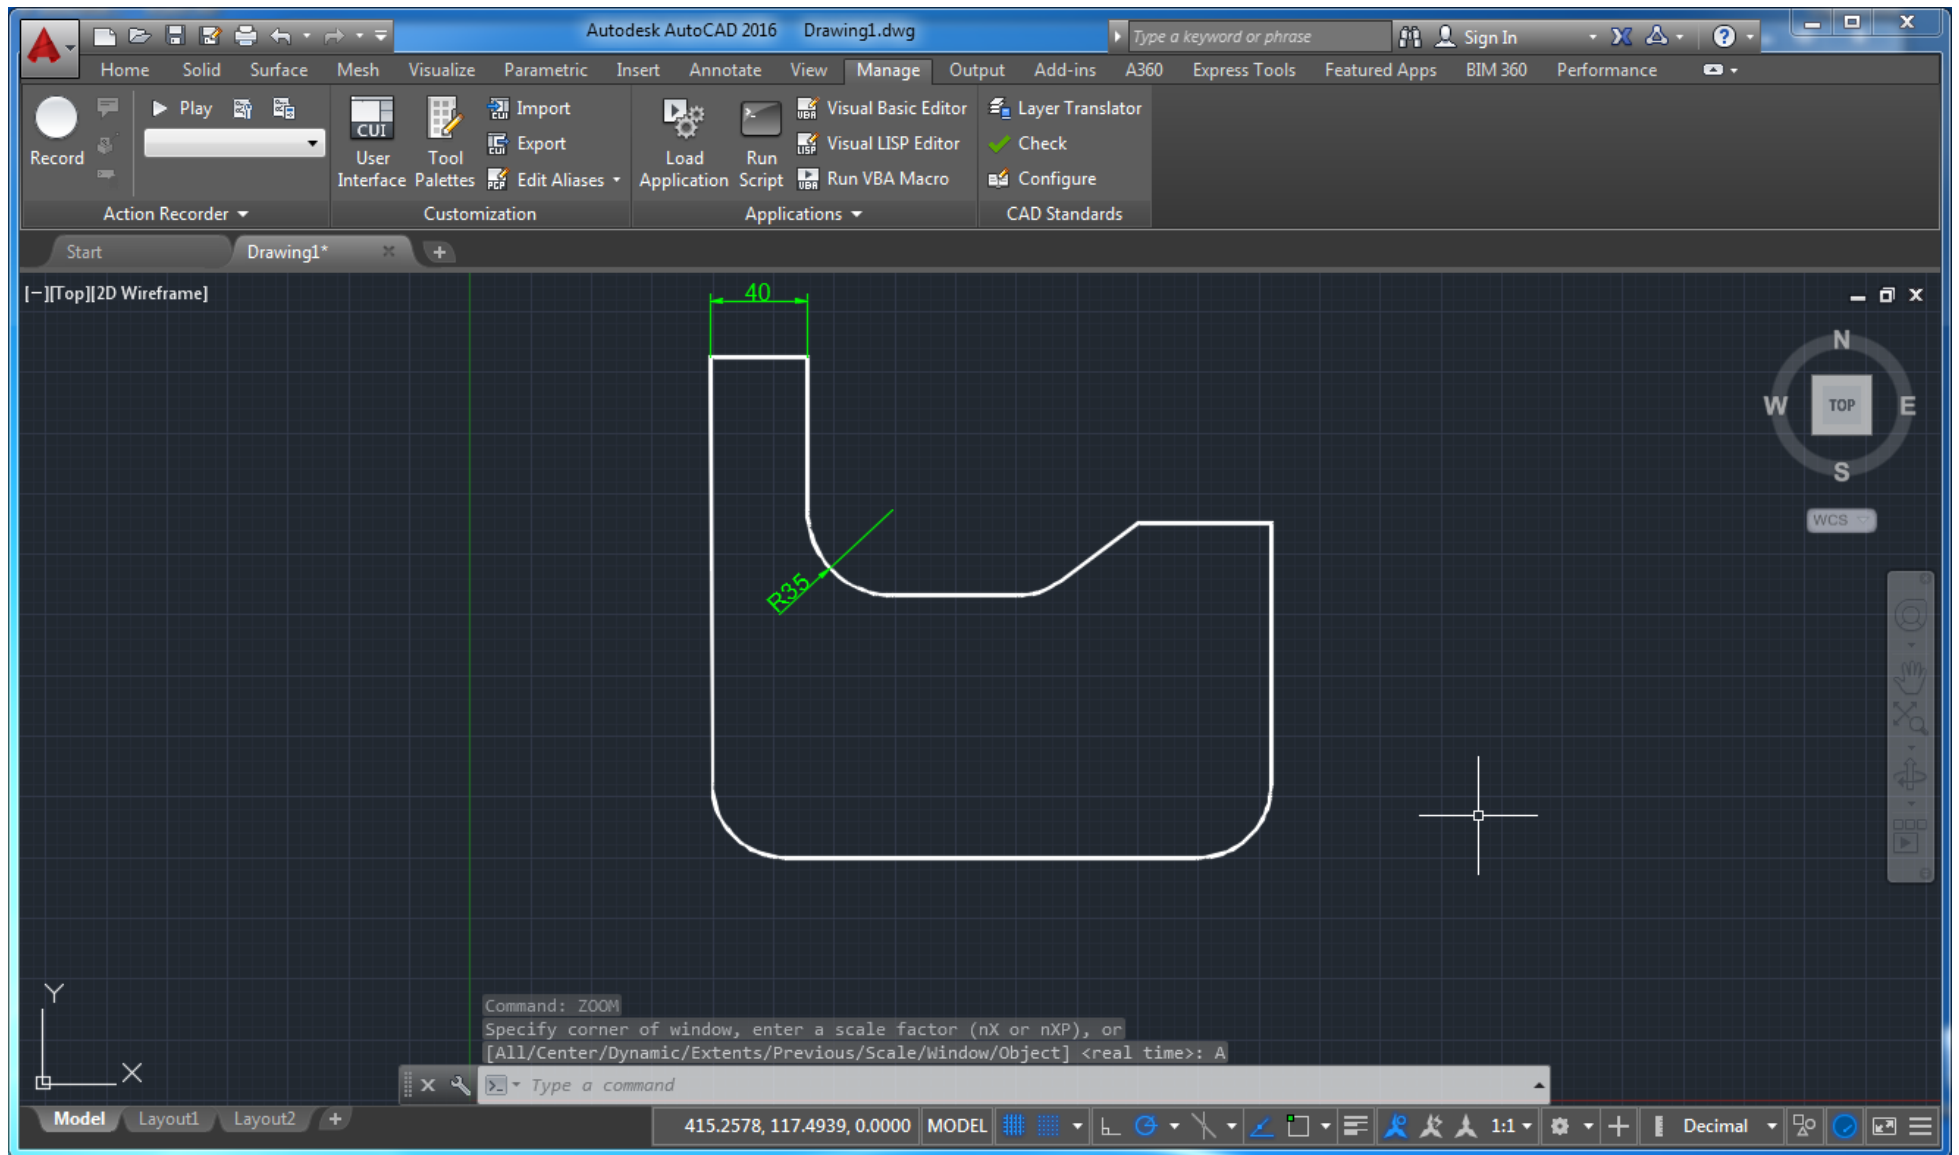 Autodesk AutoCAD 2016 Drawing1.dwg
Type a keyword or phrase
Sign In
Home Solid Surface Mesh Visualize Parametric Insert Annotate View Manage Output Add-ins A360 Express Tools Featured Apps BIM 360 Performance
Record
Play
CUI
User Interface
Tool Palettes
Import
Export
Edit Aliases
Load Application
Run Script
Visual Basic Editor
Visual LISP Editor
Run VBA Macro
Layer Translator
Check
Configure
Action Recorder Customization Applications CAD Standards
Start Drawing1*
[−][Top][2D Wireframe]
40
R35
N
W TOP E
S
WCS
Y
X
Command: ZOOM
Specify corner of window, enter a scale factor (nX or nXP), or
[All/Center/Dynamic/Extents/Previous/Scale/Window/Object] <real time>: A
Type a command
Model Layout1 Layout2
415.2578, 117.4939, 0.0000 MODEL 1:1 Decimal